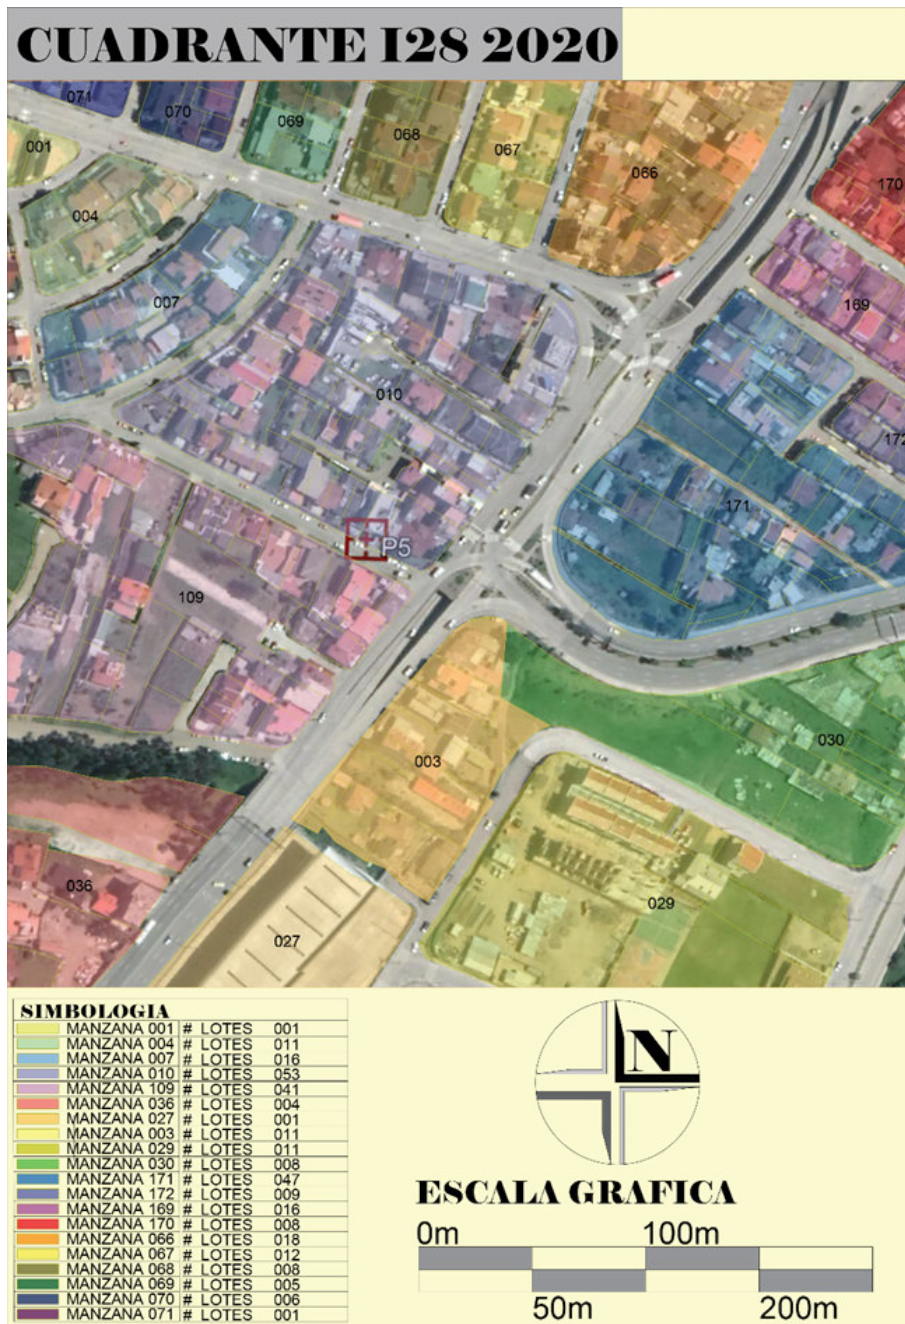 CUADRANTE I28 2020
071
070
069
068
067
066
170
001
004
007
169
010
172
171
P5
109
003
030
036
029
027
SIMBOLOGIA
MANZANA 001 # LOTES 001
MANZANA 004 # LOTES 011
MANZANA 007 # LOTES 016
MANZANA 010 # LOTES 053
MANZANA 109 # LOTES 041
MANZANA 036 # LOTES 004
MANZANA 027 # LOTES 001
MANZANA 003 # LOTES 011
MANZANA 029 # LOTES 011
MANZANA 030 # LOTES 008
MANZANA 171 # LOTES 047
MANZANA 172 # LOTES 009
MANZANA 169 # LOTES 016
MANZANA 170 # LOTES 008
MANZANA 066 # LOTES 018
MANZANA 067 # LOTES 012
MANZANA 068 # LOTES 008
MANZANA 069 # LOTES 005
MANZANA 070 # LOTES 006
MANZANA 071 # LOTES 001
N
ESCALA GRAFICA
0m 100m
50m 200m